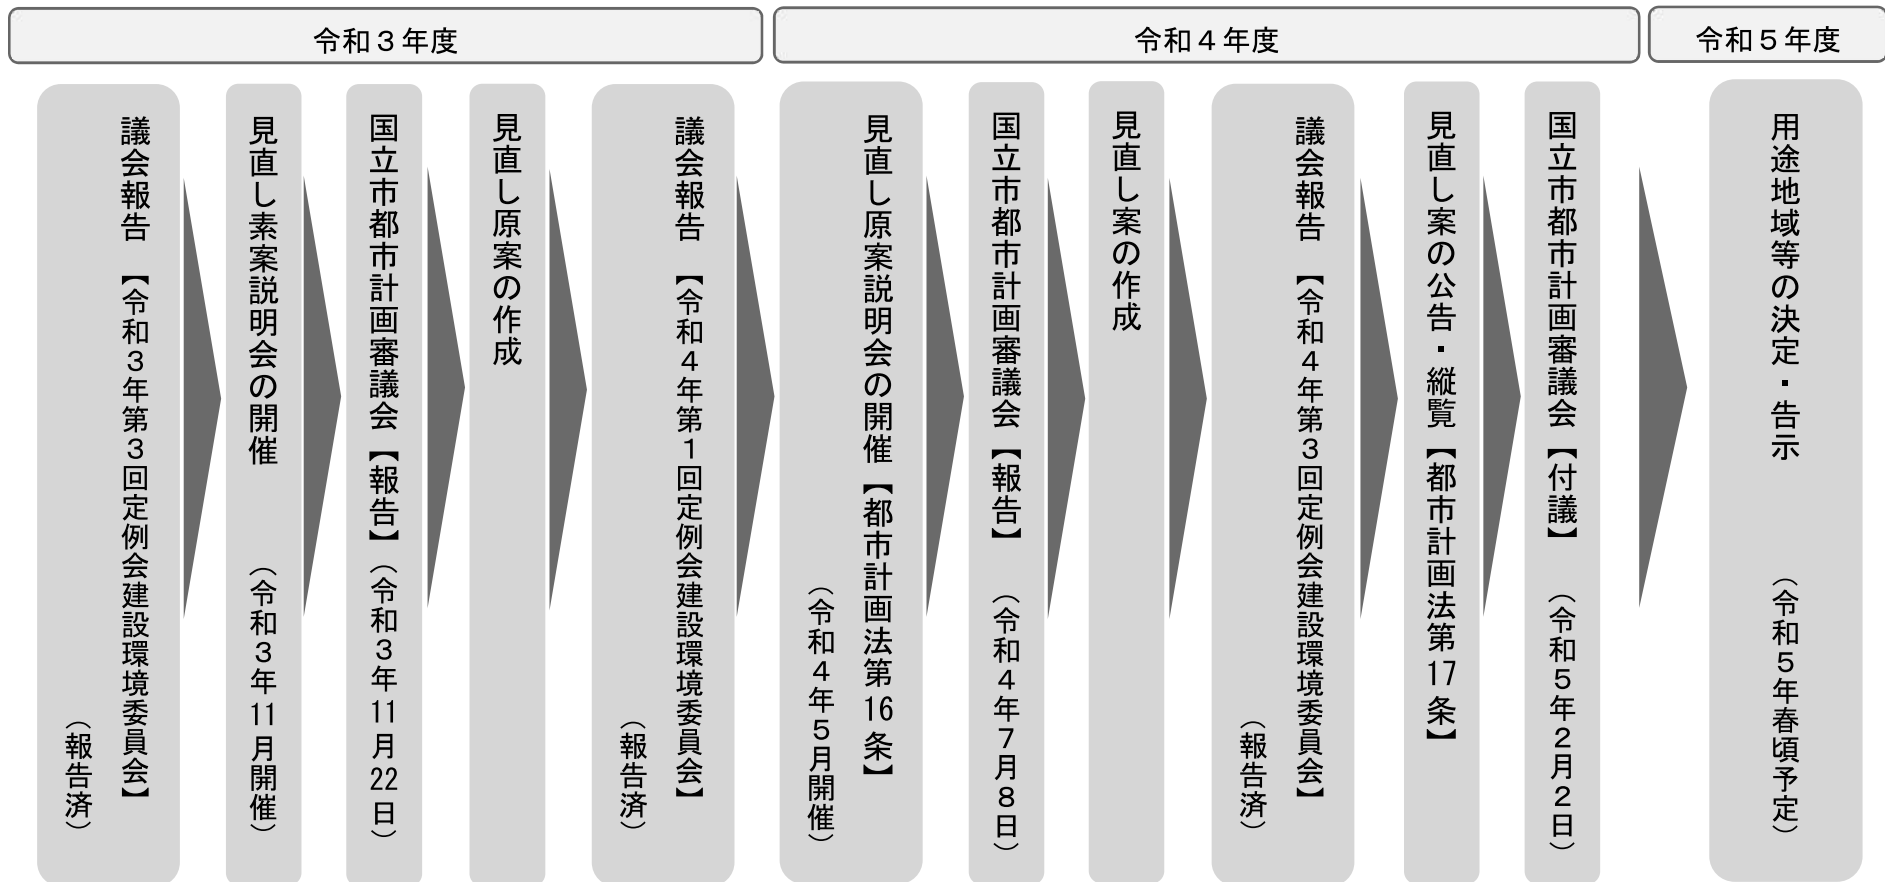 令和３年度
令和４年度
令和５年度
議会報告　【令和３年第３回定例会建設環境委員会】
（報告済）
見直し素案説明会の開催　（令和３年11月開催）
国立市都市計画審議会【報告】（令和３年11月22日）
見直し原案の作成
議会報告　【令和４年第１回定例会建設環境委員会】
（報告済）
見直し原案説明会の開催【都市計画法第16条】
（令和４年５月開催）
国立市都市計画審議会【報告】　（令和４年７月８日）
見直し案の作成
議会報告　【令和４年第３回定例会建設環境委員会】
（報告済）
見直し案の公告・縦覧【都市計画法第17条】
国立市都市計画審議会【付議】　（令和５年２月２日）
用途地域等の決定・告示　（令和５年春頃予定）